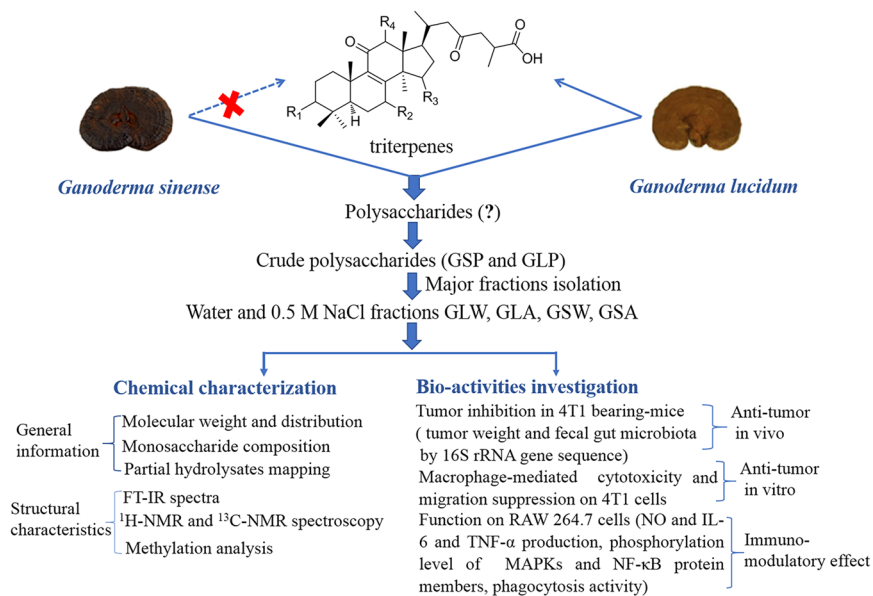 R4
O
O
O
OH
R1
H
R2
R3
triterpenes
Ganoderma sinense
Ganoderma lucidum
Polysaccharides (?)
Crude polysaccharides (GSP and GLP)
Major fractions isolation
Water and 0.5 M NaCl fractions GLW, GLA, GSW, GSA
Chemical characterization
General
information
Molecular weight and distribution
Monosaccharide composition
Partial hydrolysates mapping
Structural
characteristics
FT-IR spectra
¹H-NMR and ¹³C-NMR spectroscopy
Methylation analysis
Bio-activities investigation
Tumor inhibition in 4T1 bearing-mice
( tumor weight and fecal gut microbiota
by 16S rRNA gene sequence)
Anti-tumor
in vivo
Macrophage-mediated cytotoxicity and
migration suppression on 4T1 cells
Anti-tumor
in vitro
Function on RAW 264.7 cells (NO and IL-
6 and TNF-α production, phosphorylation
level of MAPKs and NF-κB protein
members, phagocytosis activity)
Immuno-
modulatory effect